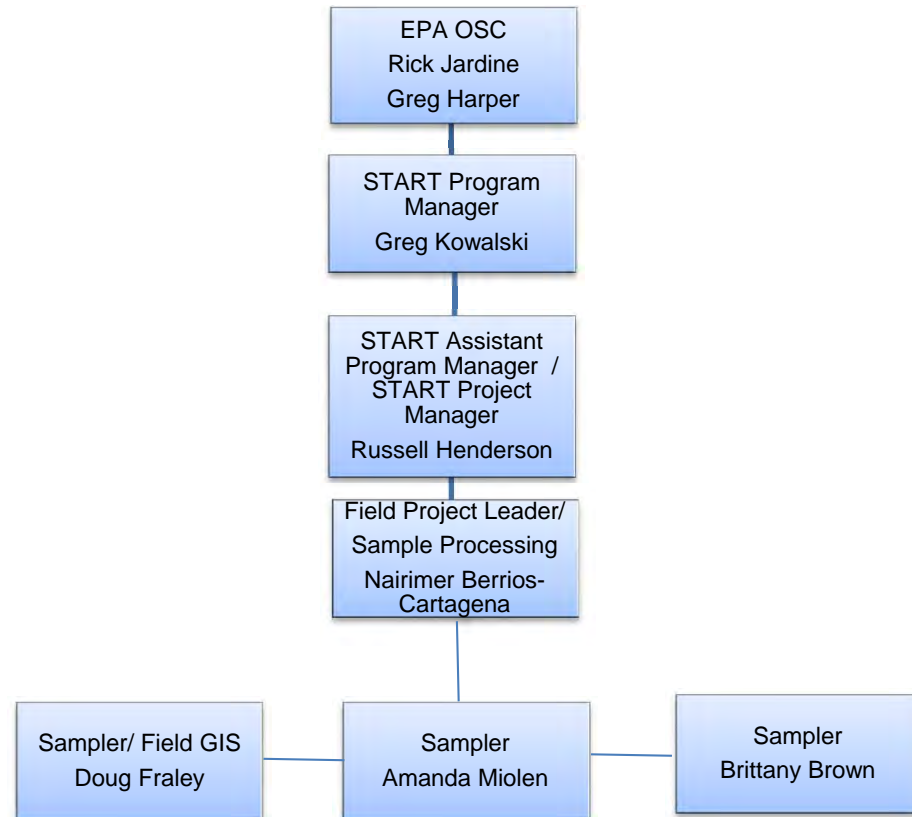 EPA OSC
Rick Jardine
Greg Harper
START Program
Manager
Greg Kowalski
START Assistant
Program Manager /
START Project
Manager
Russell Henderson
Field Project Leader/
Sample Processing
Nairimer Berrios-
Cartagena
Sampler/ Field GIS
Doug Fraley
Sampler
Amanda Miolen
Sampler
Brittany Brown